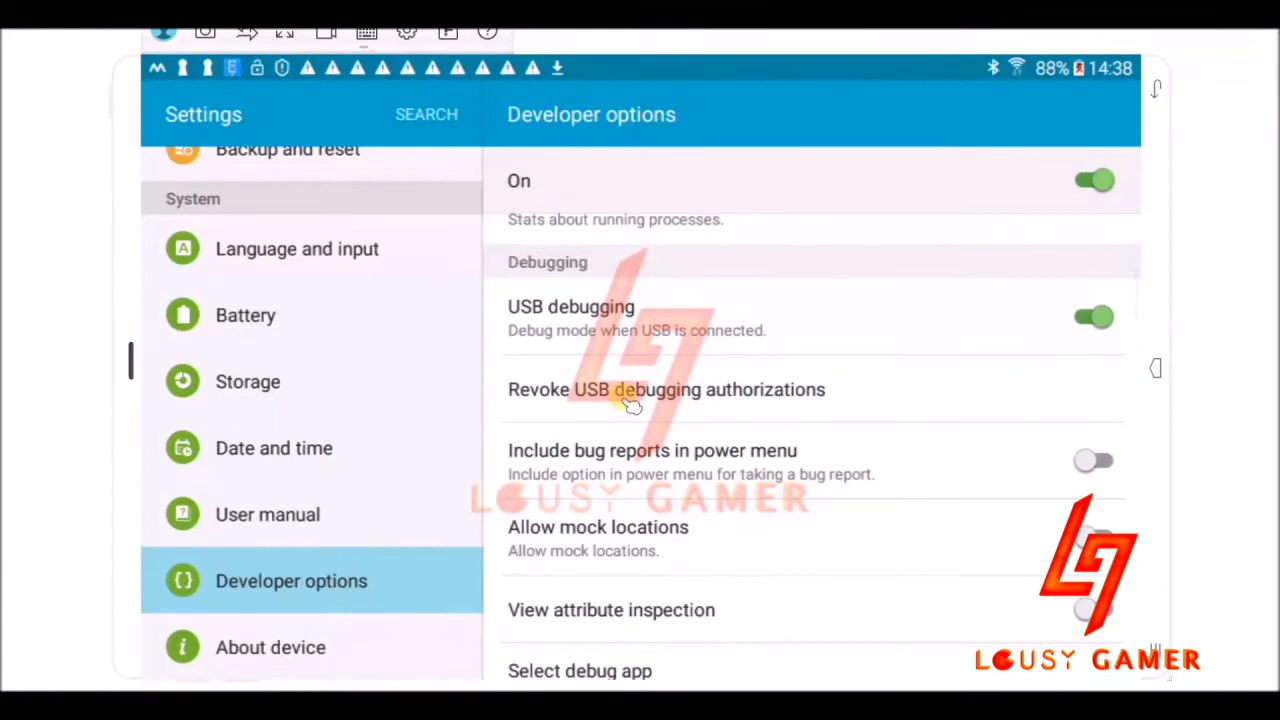 88% 14:38
Settings
SEARCH
Developer options
Backup and reset
On
System
Stats about running processes.
Language and input
Debugging
USB debugging
Debug mode when USB is connected.
Battery
Storage
Revoke USB debugging authorizations
Date and time
Include bug reports in power menu
Include option in power menu for taking a bug report.
User manual
LOUSY GAMER
Allow mock locations
Allow mock locations.
Developer options
View attribute inspection
About device
Select debug app
LOUSY GAMER